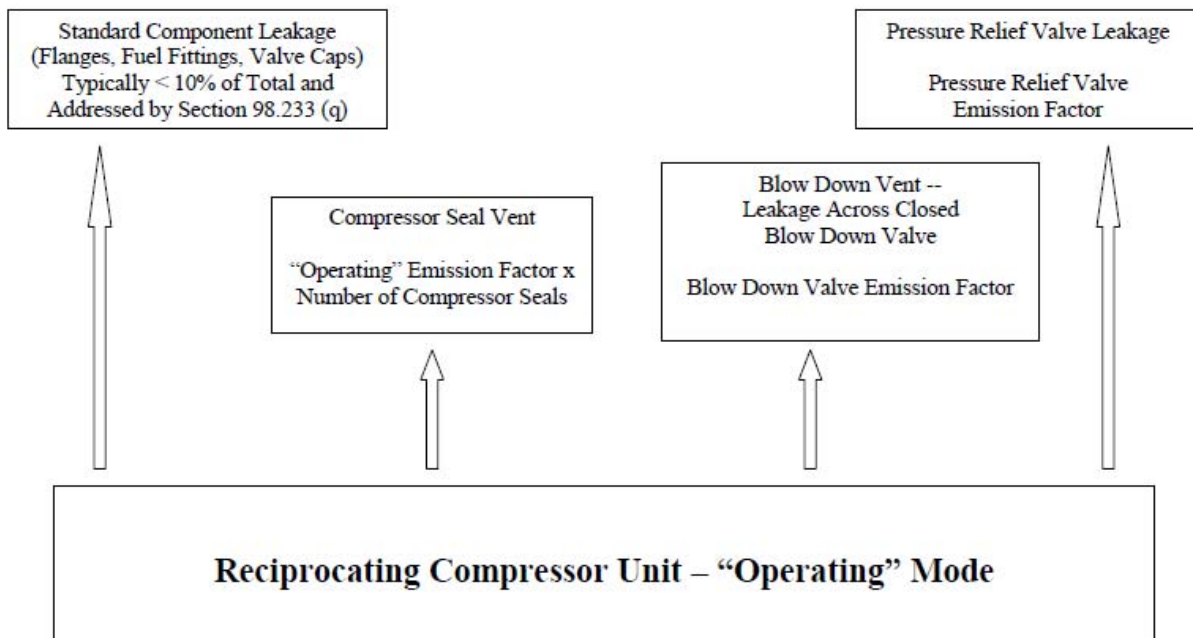 Standard Component Leakage
(Flanges, Fuel Fittings, Valve Caps)
Typically < 10% of Total and
Addressed by Section 98.233 (q)
Pressure Relief Valve Leakage
Pressure Relief Valve
Emission Factor
Compressor Seal Vent
“Operating” Emission Factor x
Number of Compressor Seals
Blow Down Vent --
Leakage Across Closed
Blow Down Valve
Blow Down Valve Emission Factor
Reciprocating Compressor Unit – “Operating” Mode